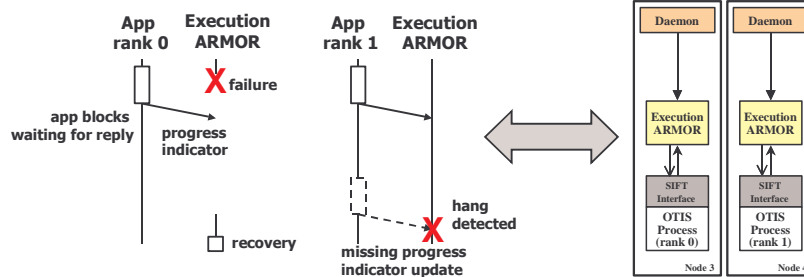 App
rank 0
Execution
ARMOR
failure
app blocks
waiting for reply
progress
indicator
recovery
App
rank 1
Execution
ARMOR
hang
detected
missing progress
indicator update
Daemon
Execution
ARMOR
SIFT
Interface
OTIS
Process
(rank 0)
Node 3
Daemon
Execution
ARMOR
SIFT
Interface
OTIS
Process
(rank 1)
Node